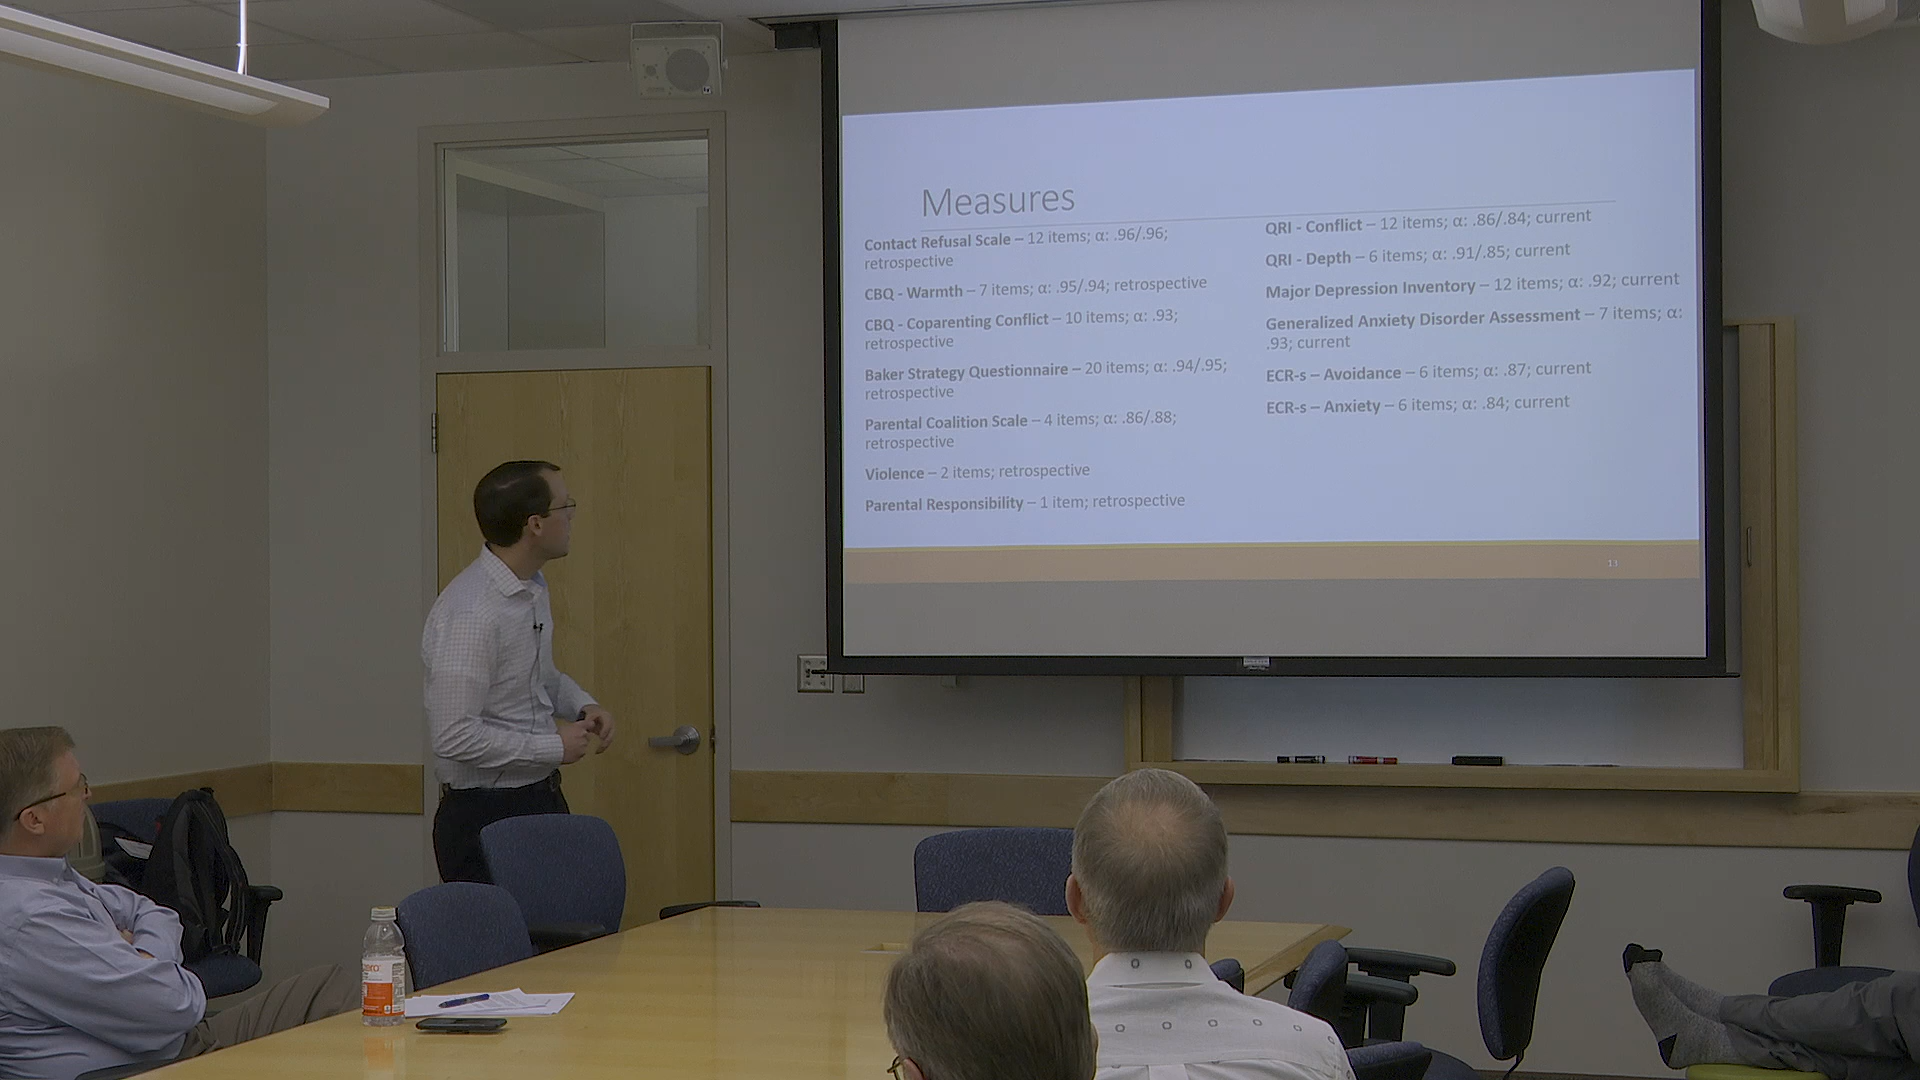 Measures
Contact Refusal Scale – 12 items; α: .96/.96;
retrospective
CBQ - Warmth – 7 items; α: .95/.94; retrospective
CBQ - Coparenting Conflict – 10 items; α: .93;
retrospective
Baker Strategy Questionnaire – 20 items; α: .94/.95;
retrospective
Parental Coalition Scale – 4 items; α: .86/.88;
retrospective
Violence – 2 items; retrospective
Parental Responsibility – 1 item; retrospective
QRI - Conflict – 12 items; α: .86/.84; current
QRI - Depth – 6 items; α: .91/.85; current
Major Depression Inventory – 12 items; α: .92; current
Generalized Anxiety Disorder Assessment – 7 items; α:
.93; current
ECR-s – Avoidance – 6 items; α: .87; current
ECR-s – Anxiety – 6 items; α: .84; current
13